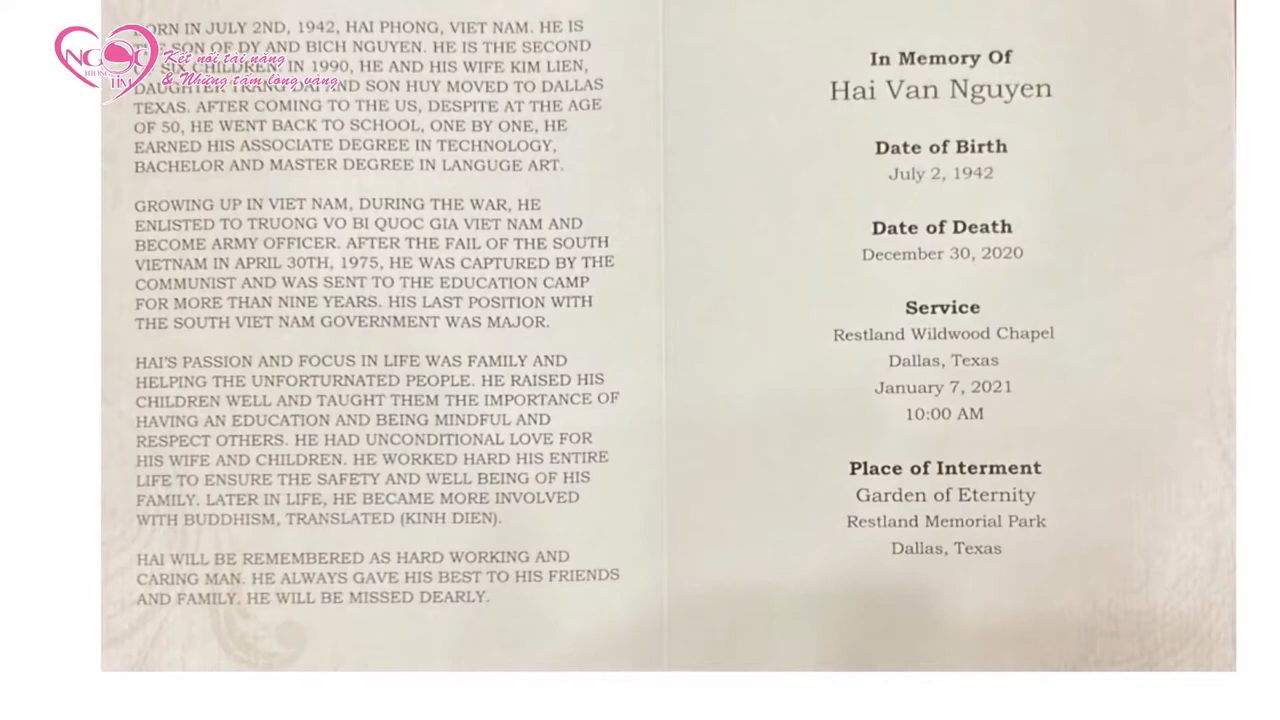 NGỌC
TRONG
TÍN
Kết nối tài năng
& Những tấm lòng vàng
BORN IN JULY 2ND, 1942, HAI PHONG, VIET NAM. HE IS
THE SON OF DY AND BICH NGUYEN. HE IS THE SECOND
OF SIX CHILDREN. IN 1990, HE AND HIS WIFE KIM LIEN,
DAUGHTER TRANG DAI AND SON HUY MOVED TO DALLAS
TEXAS. AFTER COMING TO THE US, DESPITE AT THE AGE
OF 50, HE WENT BACK TO SCHOOL, ONE BY ONE, HE
EARNED HIS ASSOCIATE DEGREE IN TECHNOLOGY,
BACHELOR AND MASTER DEGREE IN LANGUGE ART.
GROWING UP IN VIET NAM, DURING THE WAR, HE
ENLISTED TO TRUONG VO BI QUOC GIA VIET NAM AND
BECOME ARMY OFFICER. AFTER THE FAIL OF THE SOUTH
VIETNAM IN APRIL 30TH, 1975, HE WAS CAPTURED BY THE
COMMUNIST AND WAS SENT TO THE EDUCATION CAMP
FOR MORE THAN NINE YEARS. HIS LAST POSITION WITH
THE SOUTH VIET NAM GOVERNMENT WAS MAJOR.
HAI'S PASSION AND FOCUS IN LIFE WAS FAMILY AND
HELPING THE UNFORTURNATED PEOPLE. HE RAISED HIS
CHILDREN WELL AND TAUGHT THEM THE IMPORTANCE OF
HAVING AN EDUCATION AND BEING MINDFUL AND
RESPECT OTHERS. HE HAD UNCONDITIONAL LOVE FOR
HIS WIFE AND CHILDREN. HE WORKED HARD HIS ENTIRE
LIFE TO ENSURE THE SAFETY AND WELL BEING OF HIS
FAMILY. LATER IN LIFE, HE BECAME MORE INVOLVED
WITH BUDDHISM, TRANSLATED (KINH DIEN).
HAI WILL BE REMEMBERED AS HARD WORKING AND
CARING MAN. HE ALWAYS GAVE HIS BEST TO HIS FRIENDS
AND FAMILY. HE WILL BE MISSED DEARLY.
In Memory Of
Hai Van Nguyen
Date of Birth
July 2, 1942
Date of Death
December 30, 2020
Service
Restland Wildwood Chapel
Dallas, Texas
January 7, 2021
10:00 AM
Place of Interment
Garden of Eternity
Restland Memorial Park
Dallas, Texas